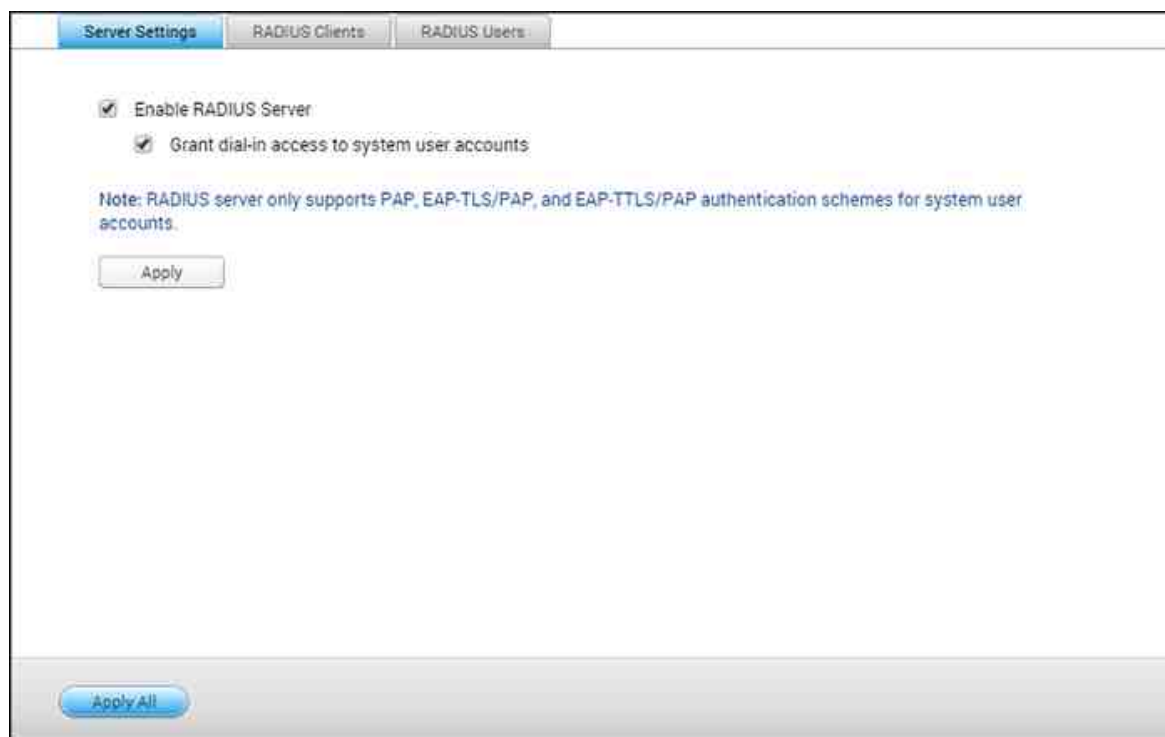 Server Settings
RADIUS Clients
RADIUS Users
Enable RADIUS Server
Grant dial-in access to system user accounts
Note: RADIUS server only supports PAP, EAP-TLS/PAP, and EAP-TTLS/PAP authentication schemes for system user
accounts.
Apply
Apply All